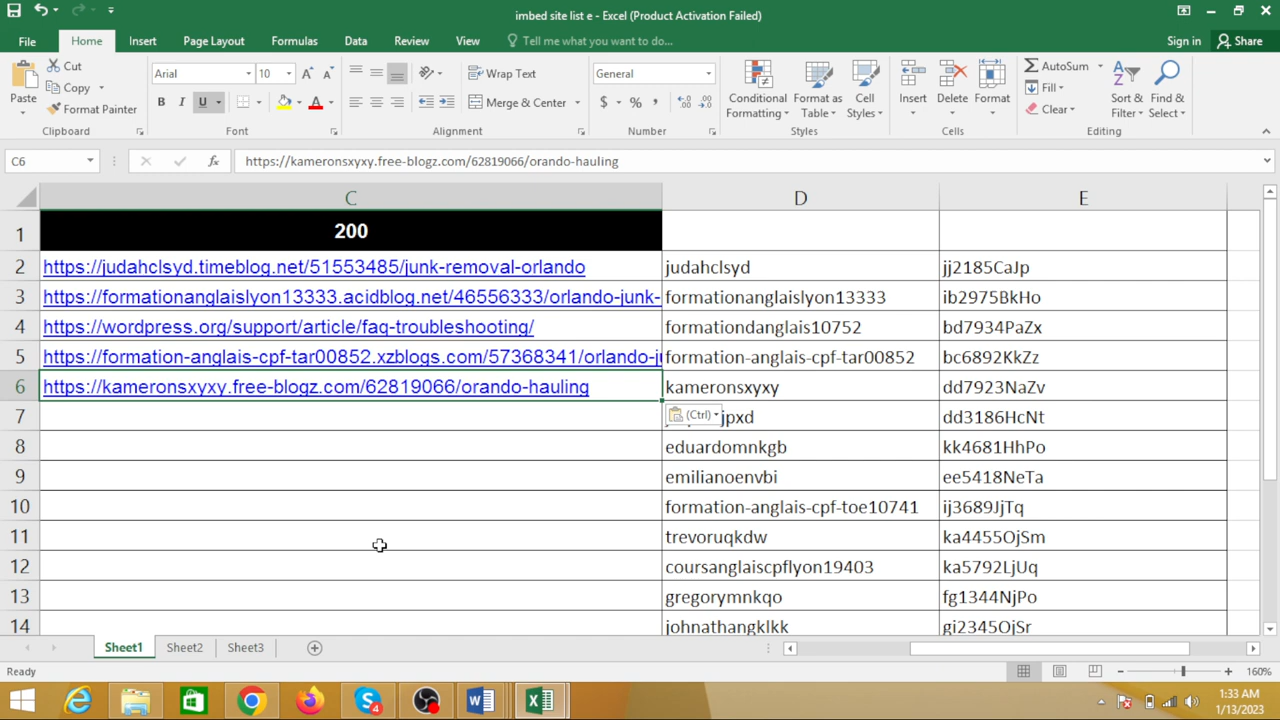 imbed site list e - Excel (Product Activation Failed)
File Home Insert Page Layout Formulas Data Review View Tell me what you want to do... Sign in Share
Cut
Copy
Format Painter
Paste
Clipboard
Arial 10
B I U
Font
Wrap Text
Merge & Center
Alignment
General
$ % ,
Number
Conditional Formatting
Format as Table
Cell Styles
Styles
Insert Delete Format
Cells
AutoSum
Fill
Clear
Sort & Filter
Find & Select
Editing
C6 fx https://kameronsxyxy.free-blogz.com/62819066/orando-hauling
C D E
1 200
2 https://judahclsyd.timeblog.net/51553485/junk-removal-orlando judahclsyd jj2185CaJp
3 https://formationanglaislyon13333.acidblog.net/46556333/orlando-junk- formationanglaislyon13333 ib2975BkHo
4 https://wordpress.org/support/article/faq-troubleshooting/ formationdanglais10752 bd7934PaZx
5 https://formation-anglais-cpf-tar00852.xzblogs.com/57368341/orlando-j formation-anglais-cpf-tar00852 bc6892KkZz
6 https://kameronsxyxy.free-blogz.com/62819066/orando-hauling kameronsxyxy dd7923NaZv
7 (Ctrl) jpxd dd3186HcNt
8 eduardomnkgb kk4681HhPo
9 emilianoenvbi ee5418NeTa
10 formation-anglais-cpf-toe10741 ij3689JjTq
11 trevoruqkdw ka4455OjSm
12 coursanglaiscpflyon19403 ka5792LjUq
13 gregorymnkqo fg1344NjPo
14 johnathangklkk gi2345OjSr
Sheet1 Sheet2 Sheet3
Ready 160%
4
1:33 AM
1/13/2023